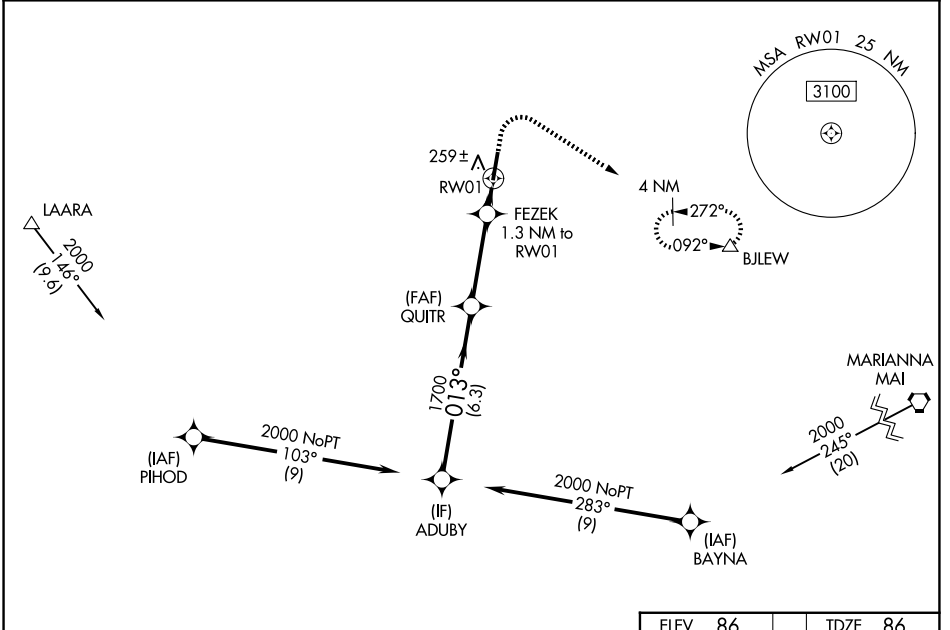 MSA RW01 25 NM
3100
259±
RW01
4 NM
272°
092°
BJLEW
FEZEK
1.3 NM to
RW01
LAARA
2000
146°
(9.6)
(FAF)
QUITR
MARIANNA
MAI
1700
013°
(6.3)
2000
245°
(20)
2000 NoPT
103°
(9)
(IAF)
PIHOD
2000 NoPT
283°
(9)
(IF)
ADUBY
(IAF)
BAYNA
ELEV 86
TDZE 86